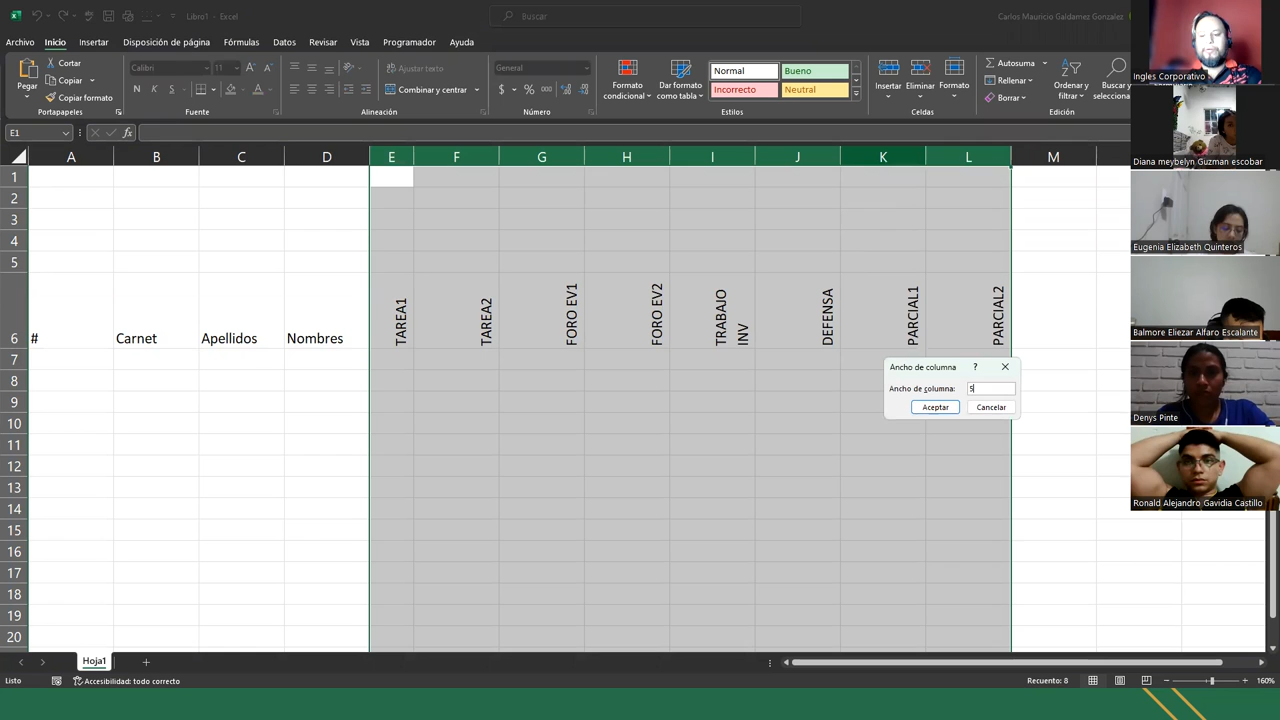 Libro1 - Excel
Buscar
Carlos Mauricio Galdamez Gonzalez
Archivo Inicio Insertar Disposición de página Fórmulas Datos Revisar Vista Programador Ayuda
Pegar
Cortar
Copiar
Copiar formato
Portapapeles
Calibri 11
N K S
Fuente
Ajustar texto
Combinar y centrar
Alineación
General
$ % 000
Número
Formato condicional
Dar formato como tabla
Normal Bueno
Incorrecto Neutral
Estilos
Insertar Eliminar Formato
Celdas
Autosuma
Rellenar
Borrar
Ordenar y filtrar
Buscar y selecciona
Edición
E1
fx
A B C D E F G H I J K L M
1
2
3
4
5
6 # Carnet Apellidos Nombres TAREA1 TAREA2 FORO EV1 FORO EV2 TRABAJO INV DEFENSA PARCIAL1 PARCIAL2
7
8
9
10
11
12
13
14
15
16
17
18
19
20
Ancho de columna ?
Ancho de columna: 5
Aceptar Cancelar
Hoja1
Listo
Accesibilidad: todo correcto
Recuento: 8
160%
Ingles Corporativo
Diana meybelyn Guzman escobar
Eugenia Elizabeth Quinteros
Balmore Eliezar Alfaro Escalante
Denys Pinte
Ronald Alejandro Gavidia Castillo